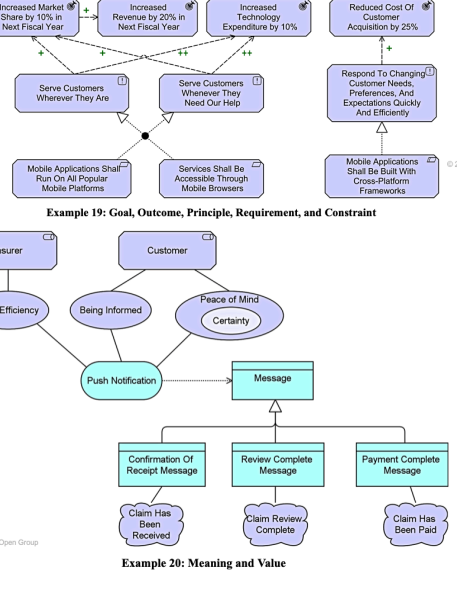 Increased Market
Share by 10% in
Next Fiscal Year
+
Increased
Revenue by 20% in
Next Fiscal Year
Increased
Technology
Expenditure by 10%
Reduced Cost Of
Customer
Acquisition by 25%
+
++
++
+
+
Serve Customers
Wherever They Are
!
Serve Customers
Whenever They
Need Our Help
!
Respond To Changing
Customer Needs,
Preferences, And
Expectations Quickly
And Efficiently
!
Mobile Applications Shall
Run On All Popular
Mobile Platforms
Services Shall Be
Accessible Through
Mobile Browsers
Mobile Applications
Shall Be Built With
Cross-Platform
Frameworks
©
Example 19: Goal, Outcome, Principle, Requirement, and Constraint
surer
Customer
Efficiency
Being Informed
Peace of Mind
Certainty
Push Notification
Message
Confirmation Of
Receipt Message
Review Complete
Message
Payment Complete
Message
Claim Has
Been
Received
Claim Review
Complete
Claim Has
Been Paid
Open Group
Example 20: Meaning and Value